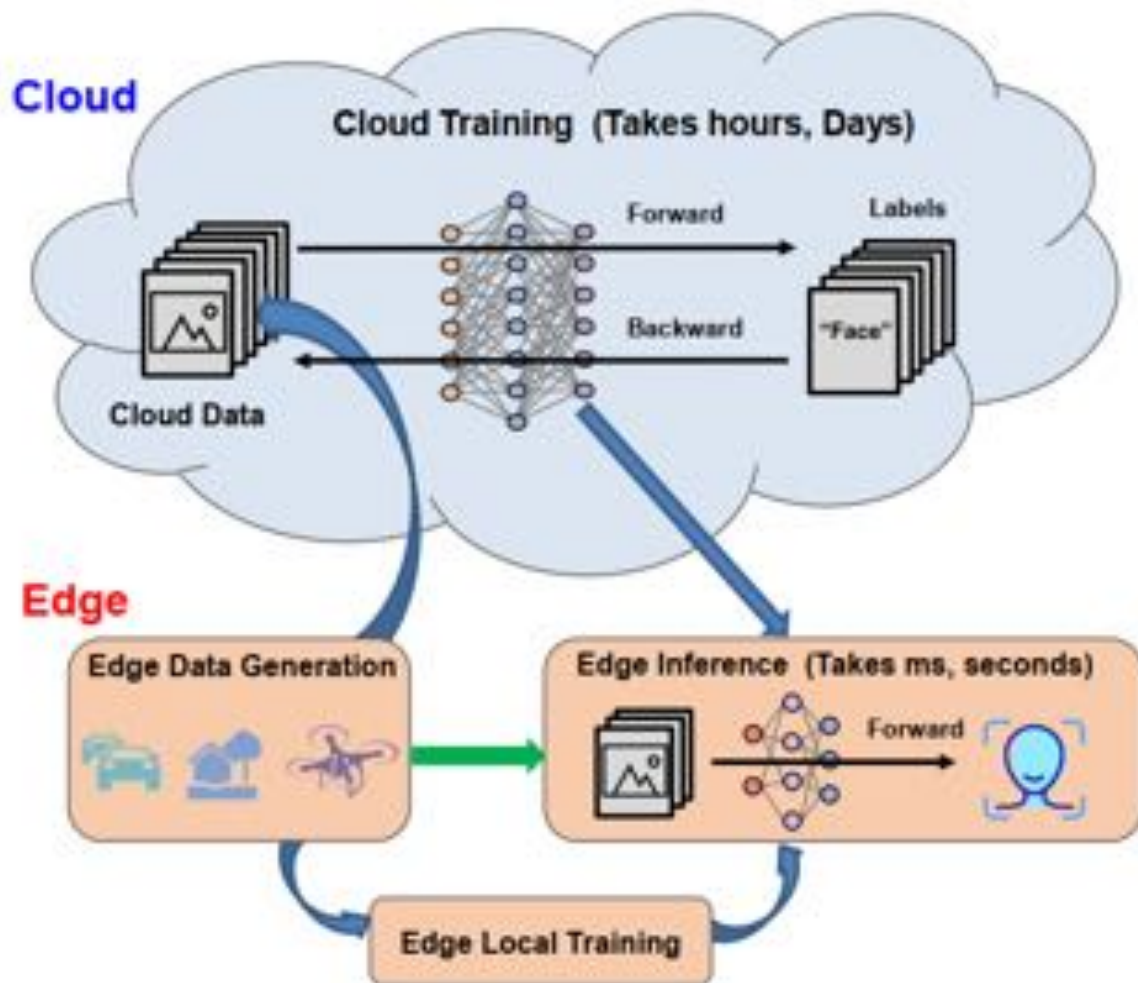 Cloud
Cloud Training (Takes hours, Days)
Forward
Labels
Backward
"Face"
Cloud Data
Edge
Edge Data Generation
Edge Inference (Takes ms, seconds)
Forward
Edge Local Training